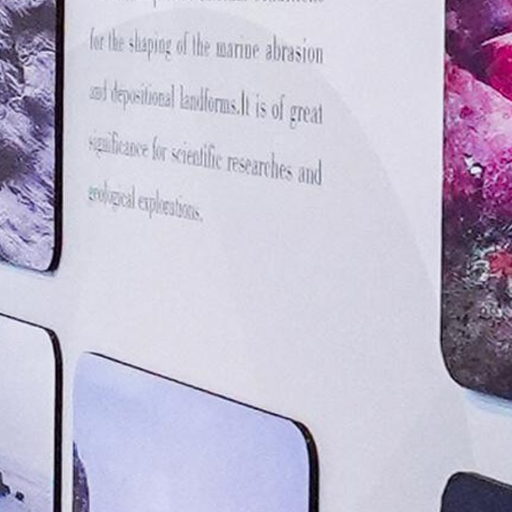 for the shaping of the marine abrasion
and depositional landforms.It is of great
significance for scientific researches and
geological explorations.